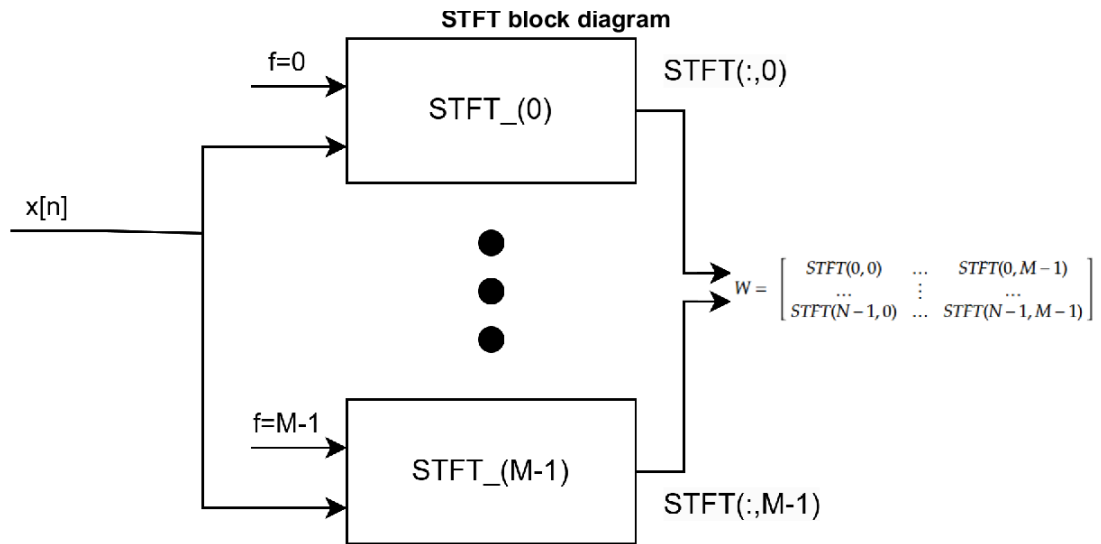 STFT block diagram
f=0
STFT(:,0)
STFT_(0)
x[n]
W = [ STFT(0,0) ... STFT(0,M−1)
... ⋮ ...
STFT(N−1,0) ... STFT(N−1,M−1) ]
f=M-1
STFT_(M-1)
STFT(:,M-1)